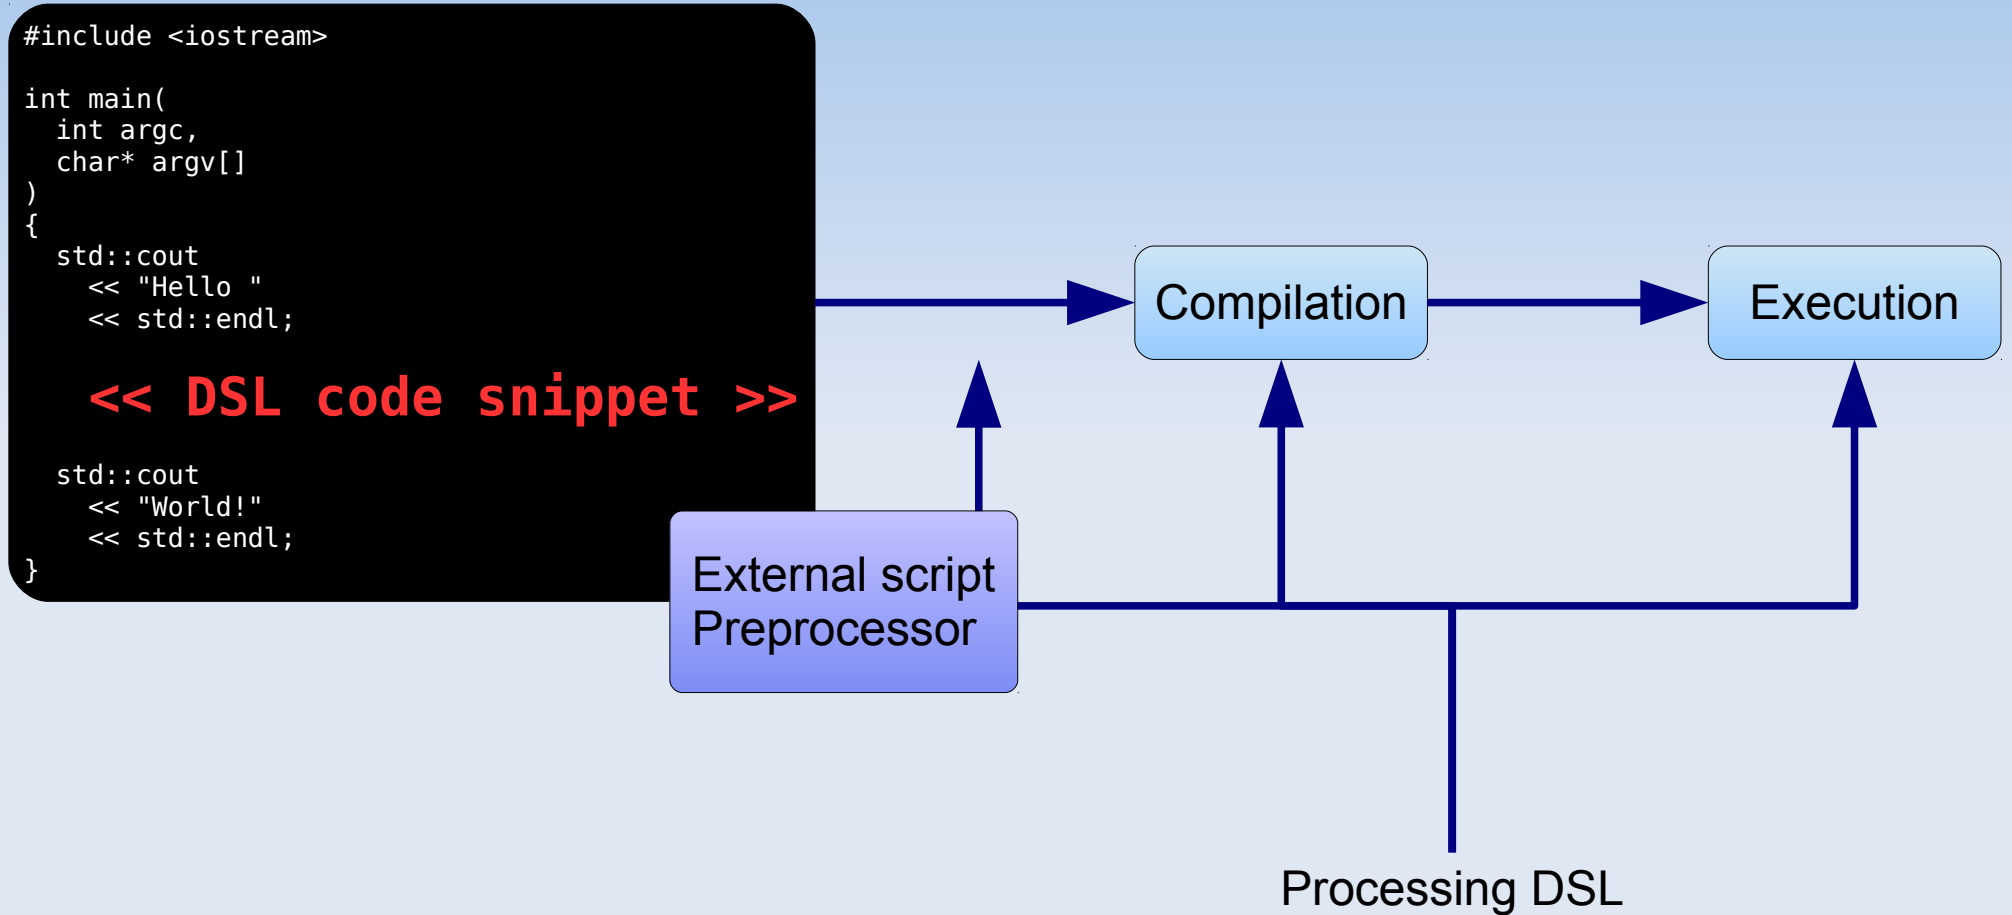 #include <iostream>
int main(
int argc,
char* argv[]
)
{
std::cout
<< "Hello "
<< std::endl;
<< DSL code snippet >>
std::cout
<< "World!"
<< std::endl;
}
Compilation
Execution
External script
Preprocessor
Processing DSL